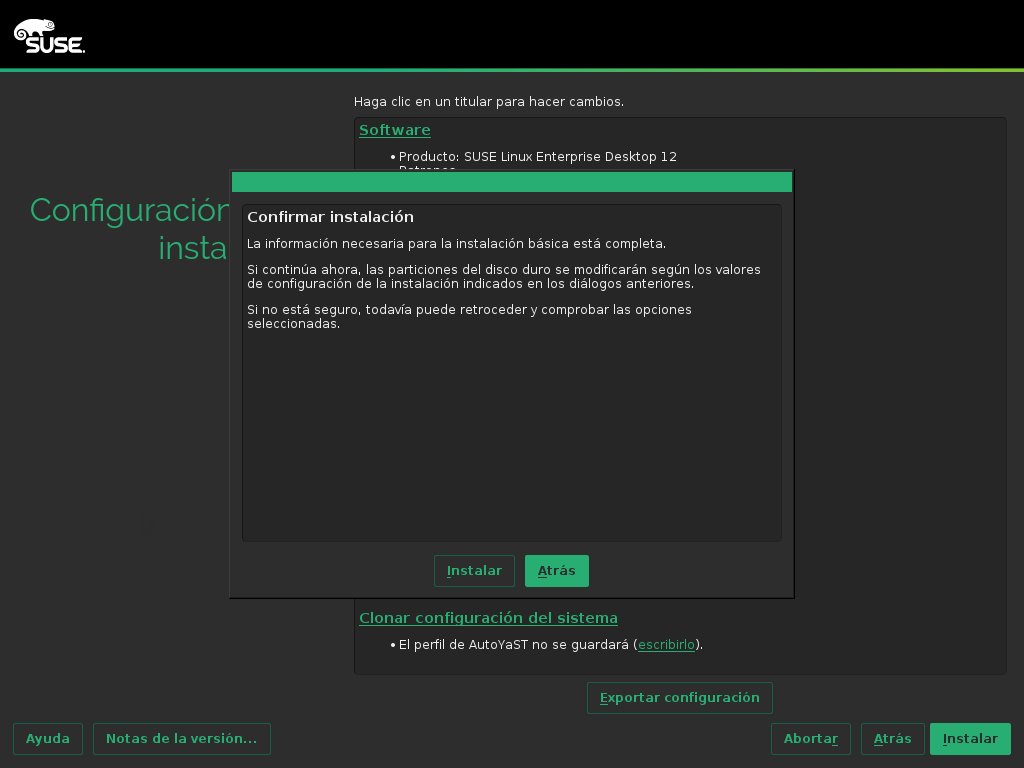 SUSE.
Haga clic en un titular para hacer cambios.
Software
• Producto: SUSE Linux Enterprise Desktop 12
Configuración
insta
Confirmar instalación
La información necesaria para la instalación básica está completa.
Si continúa ahora, las particiones del disco duro se modificarán según los valores
de configuración de la instalación indicados en los diálogos anteriores.
Si no está seguro, todavía puede retroceder y comprobar las opciones
seleccionadas.
Instalar Atrás
Clonar configuración del sistema
• El perfil de AutoYaST no se guardará (escribirlo).
Exportar configuración
Ayuda Notas de la versión... Abortar Atrás Instalar